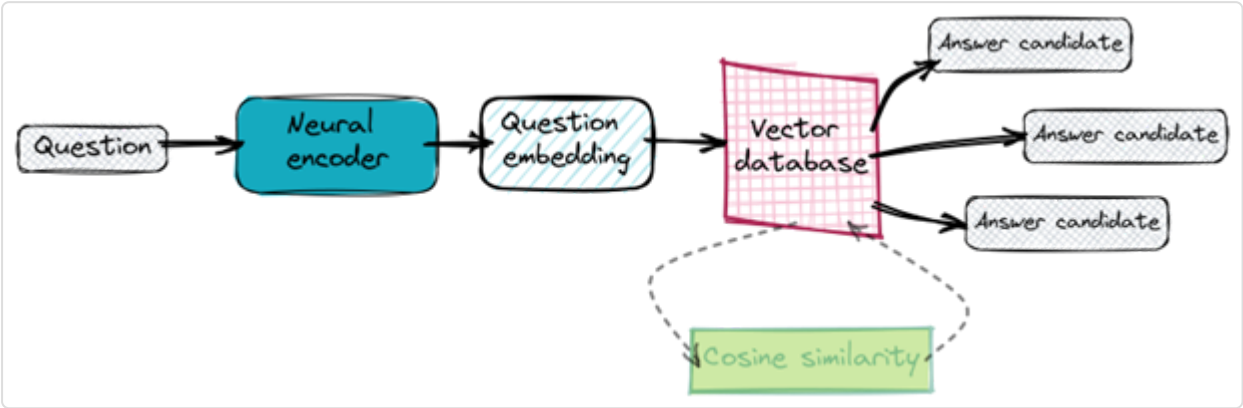 Question
Neural
encoder
Question
embedding
Vector
database
Answer candidate
Answer candidate
Answer candidate
Cosine similarity